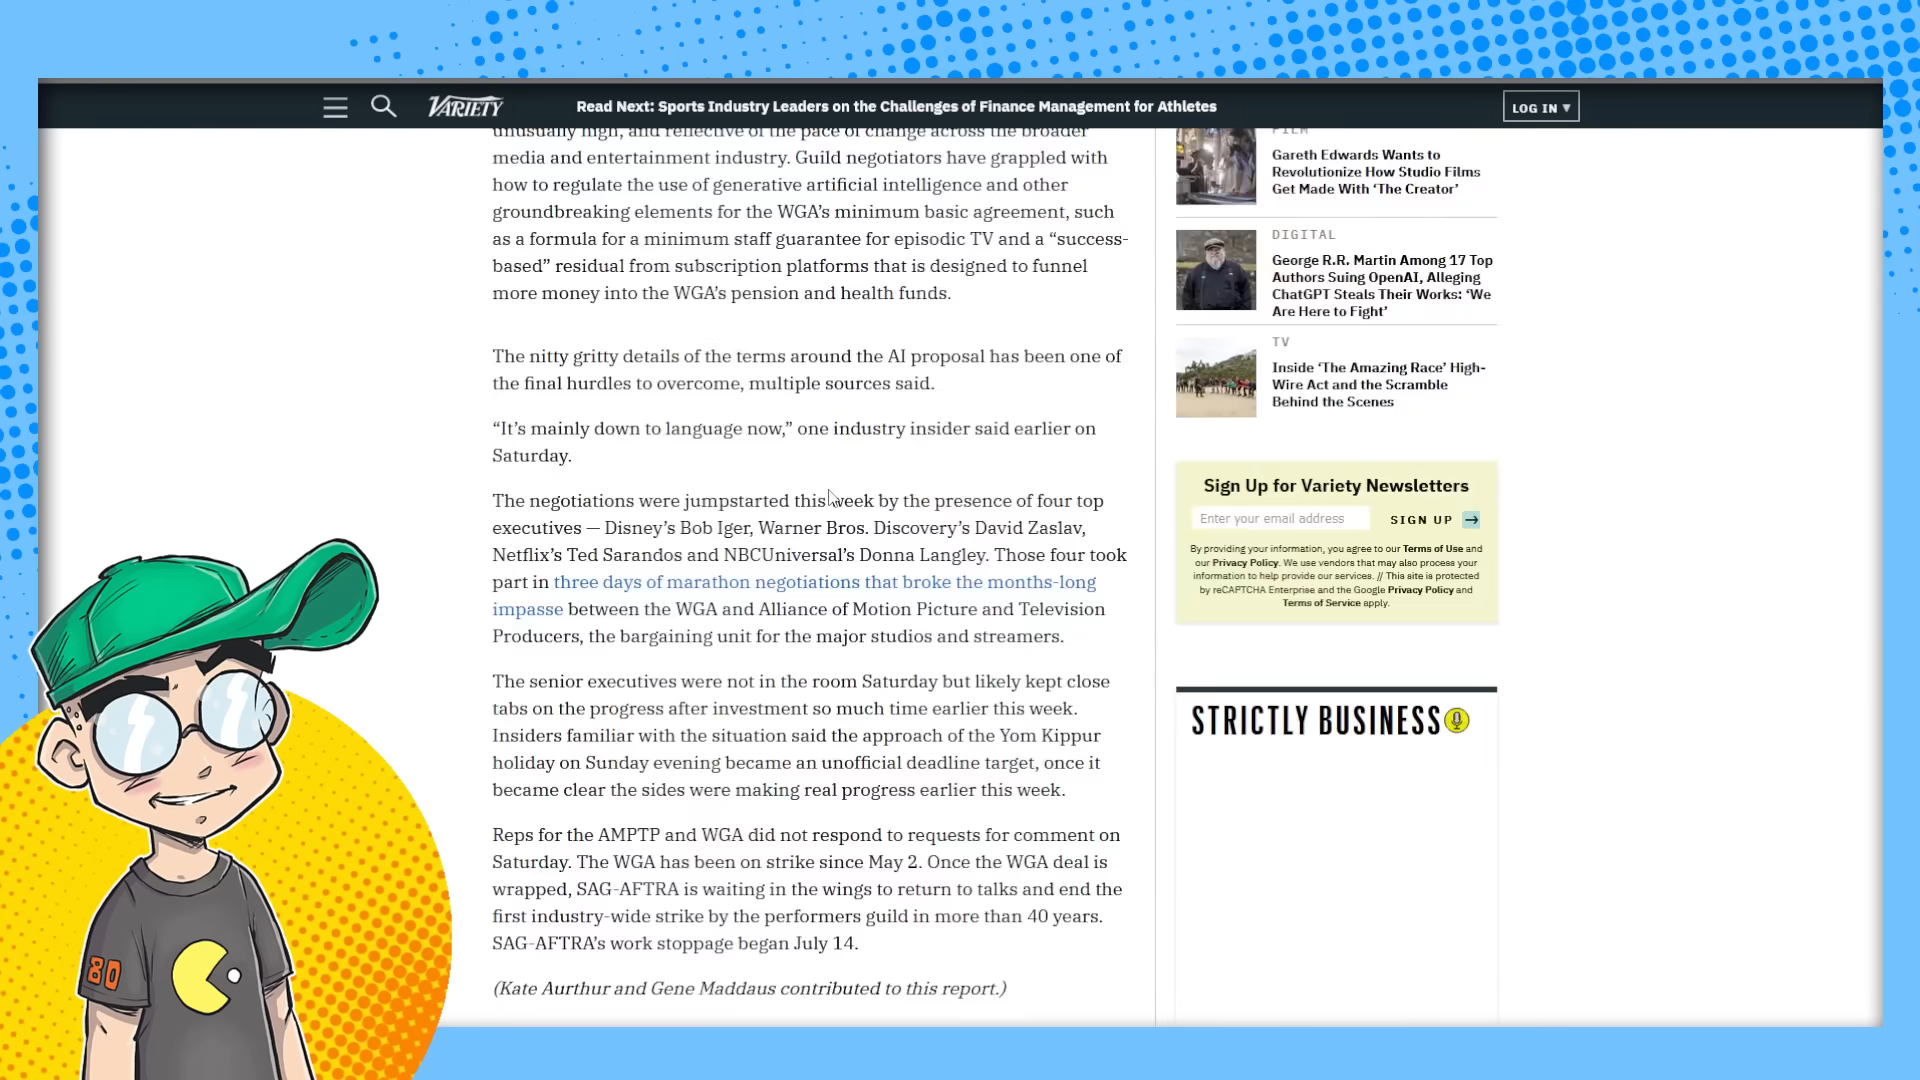 VARIETY
Read Next: Sports Industry Leaders on the Challenges of Finance Management for Athletes
LOG IN ▾
unusually high, and reflective of the pace of change across the broader
media and entertainment industry. Guild negotiators have grappled with
how to regulate the use of generative artificial intelligence and other
groundbreaking elements for the WGA’s minimum basic agreement, such
as a formula for a minimum staff guarantee for episodic TV and a “success-
based” residual from subscription platforms that is designed to funnel
more money into the WGA’s pension and health funds.
The nitty gritty details of the terms around the AI proposal has been one of
the final hurdles to overcome, multiple sources said.
“It’s mainly down to language now,” one industry insider said earlier on
Saturday.
The negotiations were jumpstarted this week by the presence of four top
executives — Disney’s Bob Iger, Warner Bros. Discovery’s David Zaslav,
Netflix’s Ted Sarandos and NBCUniversal’s Donna Langley. Those four took
part in three days of marathon negotiations that broke the months-long
impasse between the WGA and Alliance of Motion Picture and Television
Producers, the bargaining unit for the major studios and streamers.
The senior executives were not in the room Saturday but likely kept close
tabs on the progress after investment so much time earlier this week.
Insiders familiar with the situation said the approach of the Yom Kippur
holiday on Sunday evening became an unofficial deadline target, once it
became clear the sides were making real progress earlier this week.
Reps for the AMPTP and WGA did not respond to requests for comment on
Saturday. The WGA has been on strike since May 2. Once the WGA deal is
wrapped, SAG-AFTRA is waiting in the wings to return to talks and end the
first industry-wide strike by the performers guild in more than 40 years.
SAG-AFTRA’s work stoppage began July 14.
(Kate Aurthur and Gene Maddaus contributed to this report.)
FILM
Gareth Edwards Wants to
Revolutionize How Studio Films
Get Made With ‘The Creator’
DIGITAL
George R.R. Martin Among 17 Top
Authors Suing OpenAI, Alleging
ChatGPT Steals Their Works: ‘We
Are Here to Fight’
TV
Inside ‘The Amazing Race’ High-
Wire Act and the Scramble
Behind the Scenes
Sign Up for Variety Newsletters
Enter your email address
SIGN UP →
By providing your information, you agree to our Terms of Use and
our Privacy Policy. We use vendors that may also process your
information to help provide our services. // This site is protected
by reCAPTCHA Enterprise and the Google Privacy Policy and
Terms of Service apply.
STRICTLY BUSINESS
80